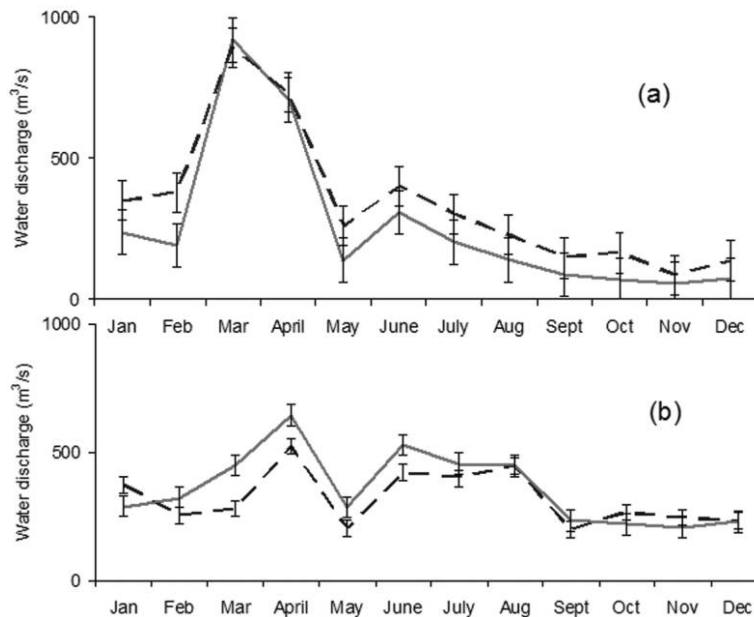 1000
(a)
Water discharge (m³/s)
500
0
Jan Feb Mar April May June July Aug Sept Oct Nov Dec
1000
(b)
Water discharge (m³/s)
500
0
Jan Feb Mar April May June July Aug Sept Oct Nov Dec